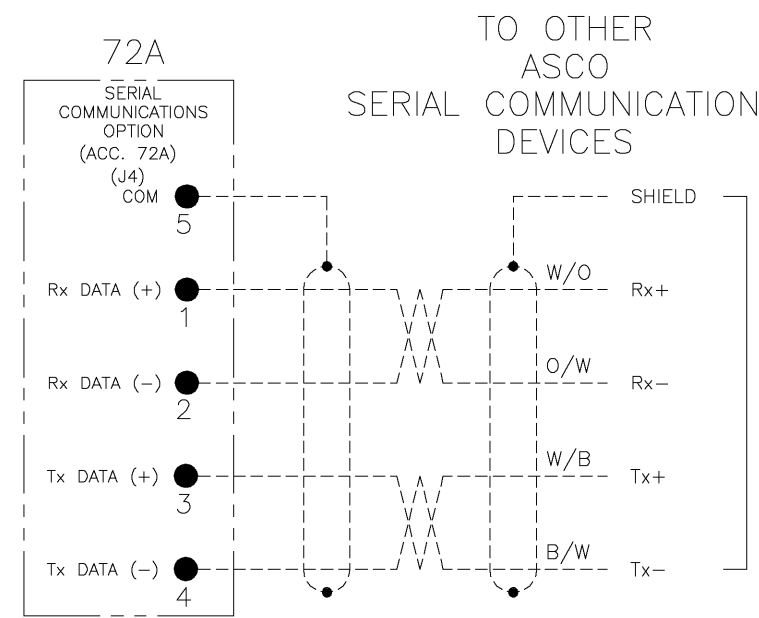 72A
TO OTHER
ASCO
SERIAL COMMUNICATION
DEVICES
SERIAL
COMMUNICATIONS
OPTION
(ACC. 72A)
(J4)
COM
5
SHIELD
W/O
Rx DATA (+)
1
Rx+
O/W
Rx DATA (-)
2
Rx-
W/B
Tx DATA (+)
3
Tx+
B/W
Tx DATA (-)
4
Tx-